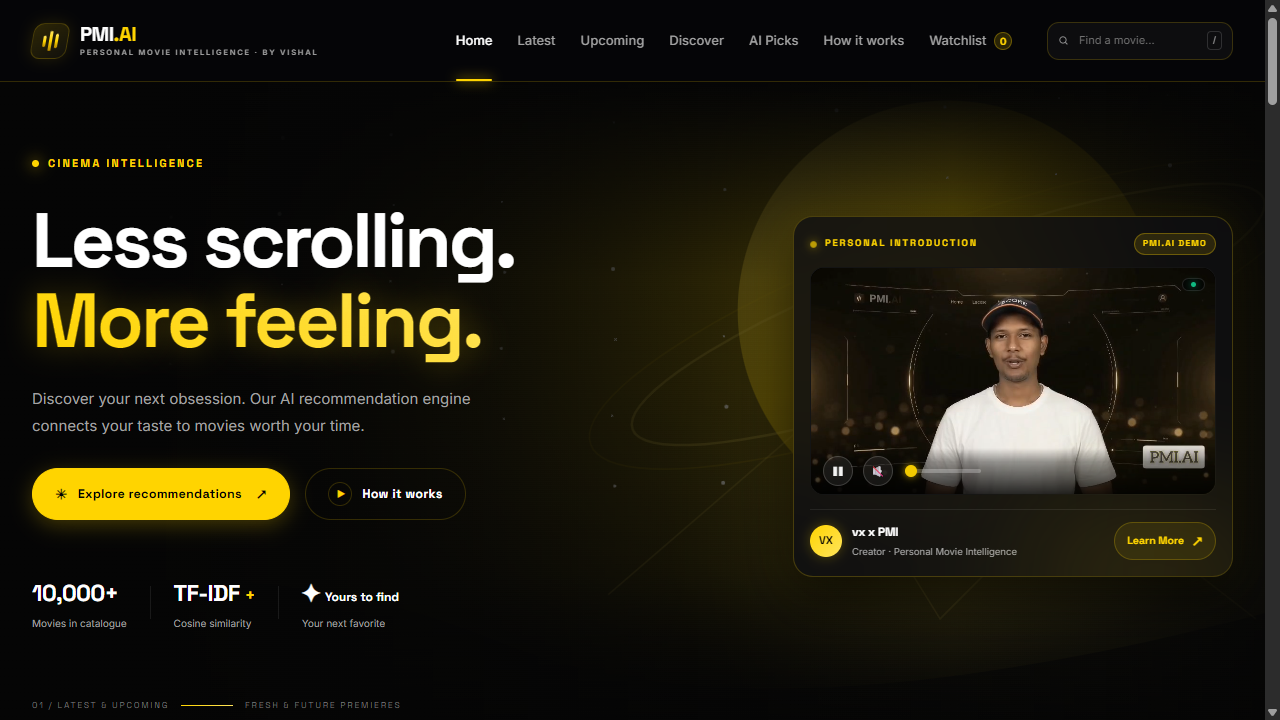 PMI.AI
PERSONAL MOVIE INTELLIGENCE · BY VISHAL
Home
Latest
Upcoming
Discover
AI Picks
How it works
Watchlist 0
Find a movie...
/
CINEMA INTELLIGENCE
Less scrolling.
More feeling.
Discover your next obsession. Our AI recommendation engine
connects your taste to movies worth your time.
Explore recommendations ↗
How it works
10,000+
Movies in catalogue
TF-IDF +
Cosine similarity
Yours to find
Your next favorite
PERSONAL INTRODUCTION
PMI.AI DEMO
PMI.AI
Home
PMI.AI
VX
vx x PMI
Creator · Personal Movie Intelligence
Learn More ↗
01 / LATEST & UPCOMING
FRESH & FUTURE PREMIERES